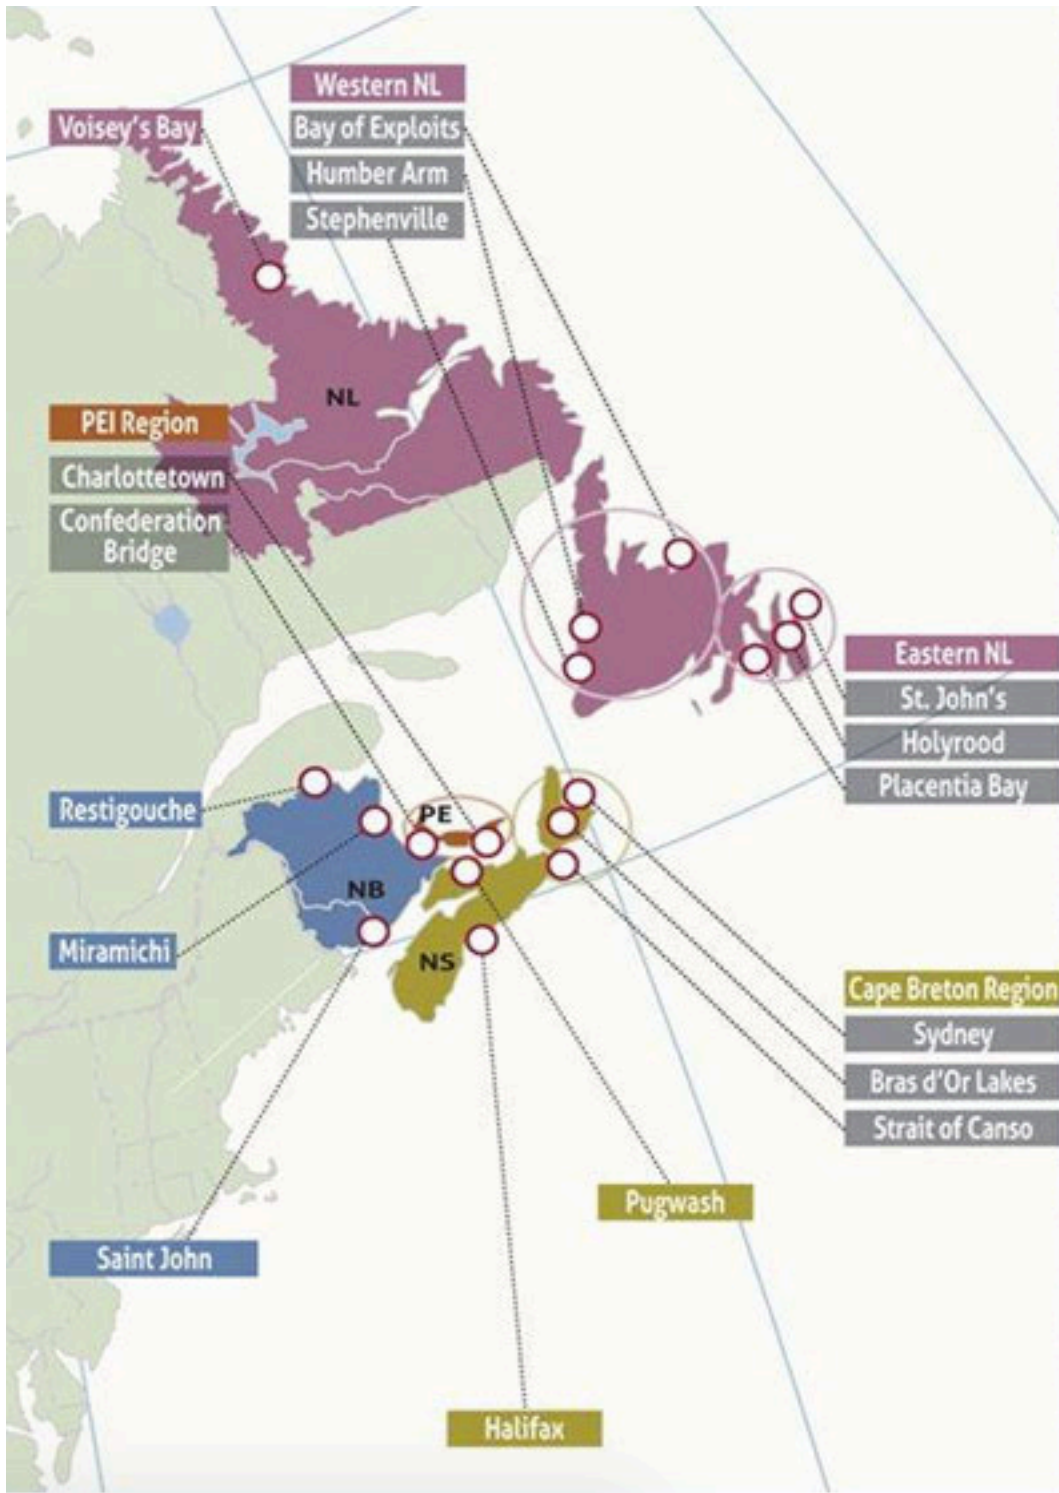 Western NL
Voisey's Bay
Bay of Exploits
Humber Arm
Stephenville
NL
PEI Region
Charlottetown
Confederation
Bridge
Eastern NL
St. John's
Holyrood
Placentia Bay
Restigouche
PE
NB
Miramichi
NS
Cape Breton Region
Sydney
Bras d'Or Lakes
Strait of Canso
Pugwash
Saint John
Halifax